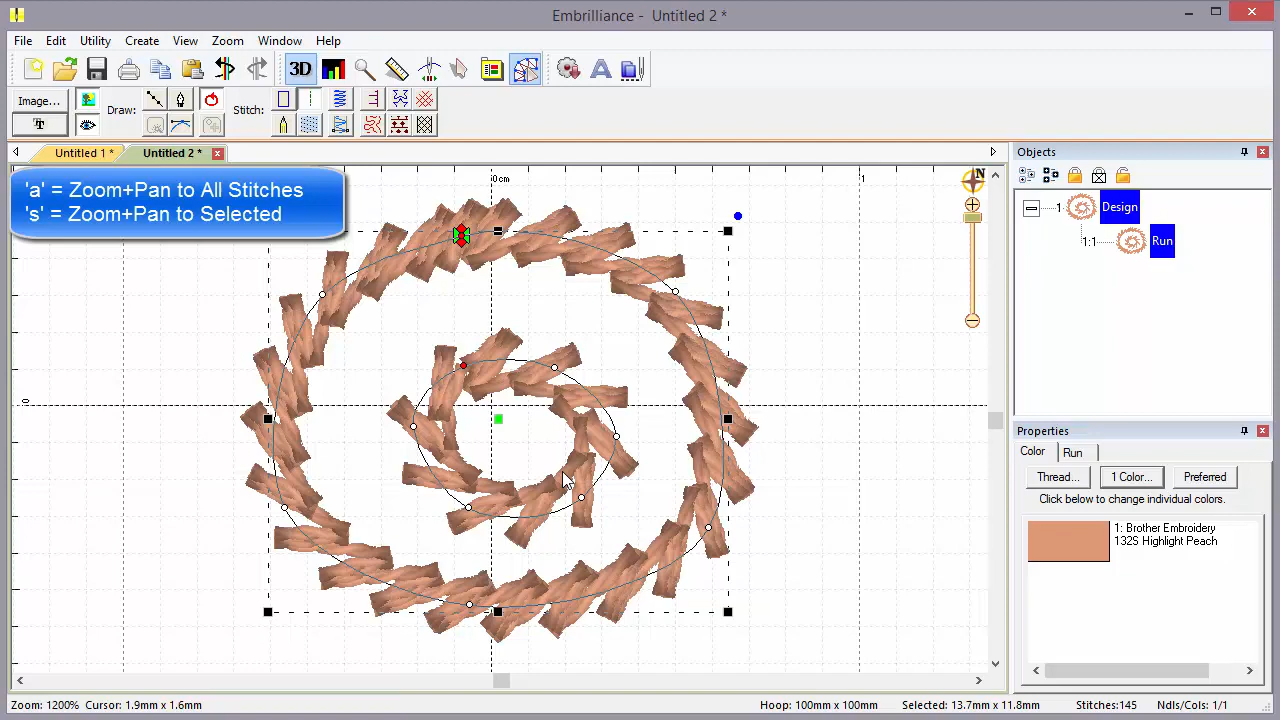 Embrilliance - Untitled 2 *
File Edit Utility Create View Zoom Window Help
3D
Image... Draw: Stitch:
T
Untitled 1 * Untitled 2 *
'a' = Zoom+Pan to All Stitches
's' = Zoom+Pan to Selected
0cm 1
N
0
Objects
1 Design
1:1 Run
Properties
Color Run
Thread... 1 Color... Preferred
Click below to change individual colors.
1: Brother Embroidery
132S Highlight Peach
Zoom: 1200% Cursor: 1.9mm x 1.6mm Hoop: 100mm x 100mm Selected: 13.7mm x 11.8mm Stitches:145 Ndls/Cols: 1/1